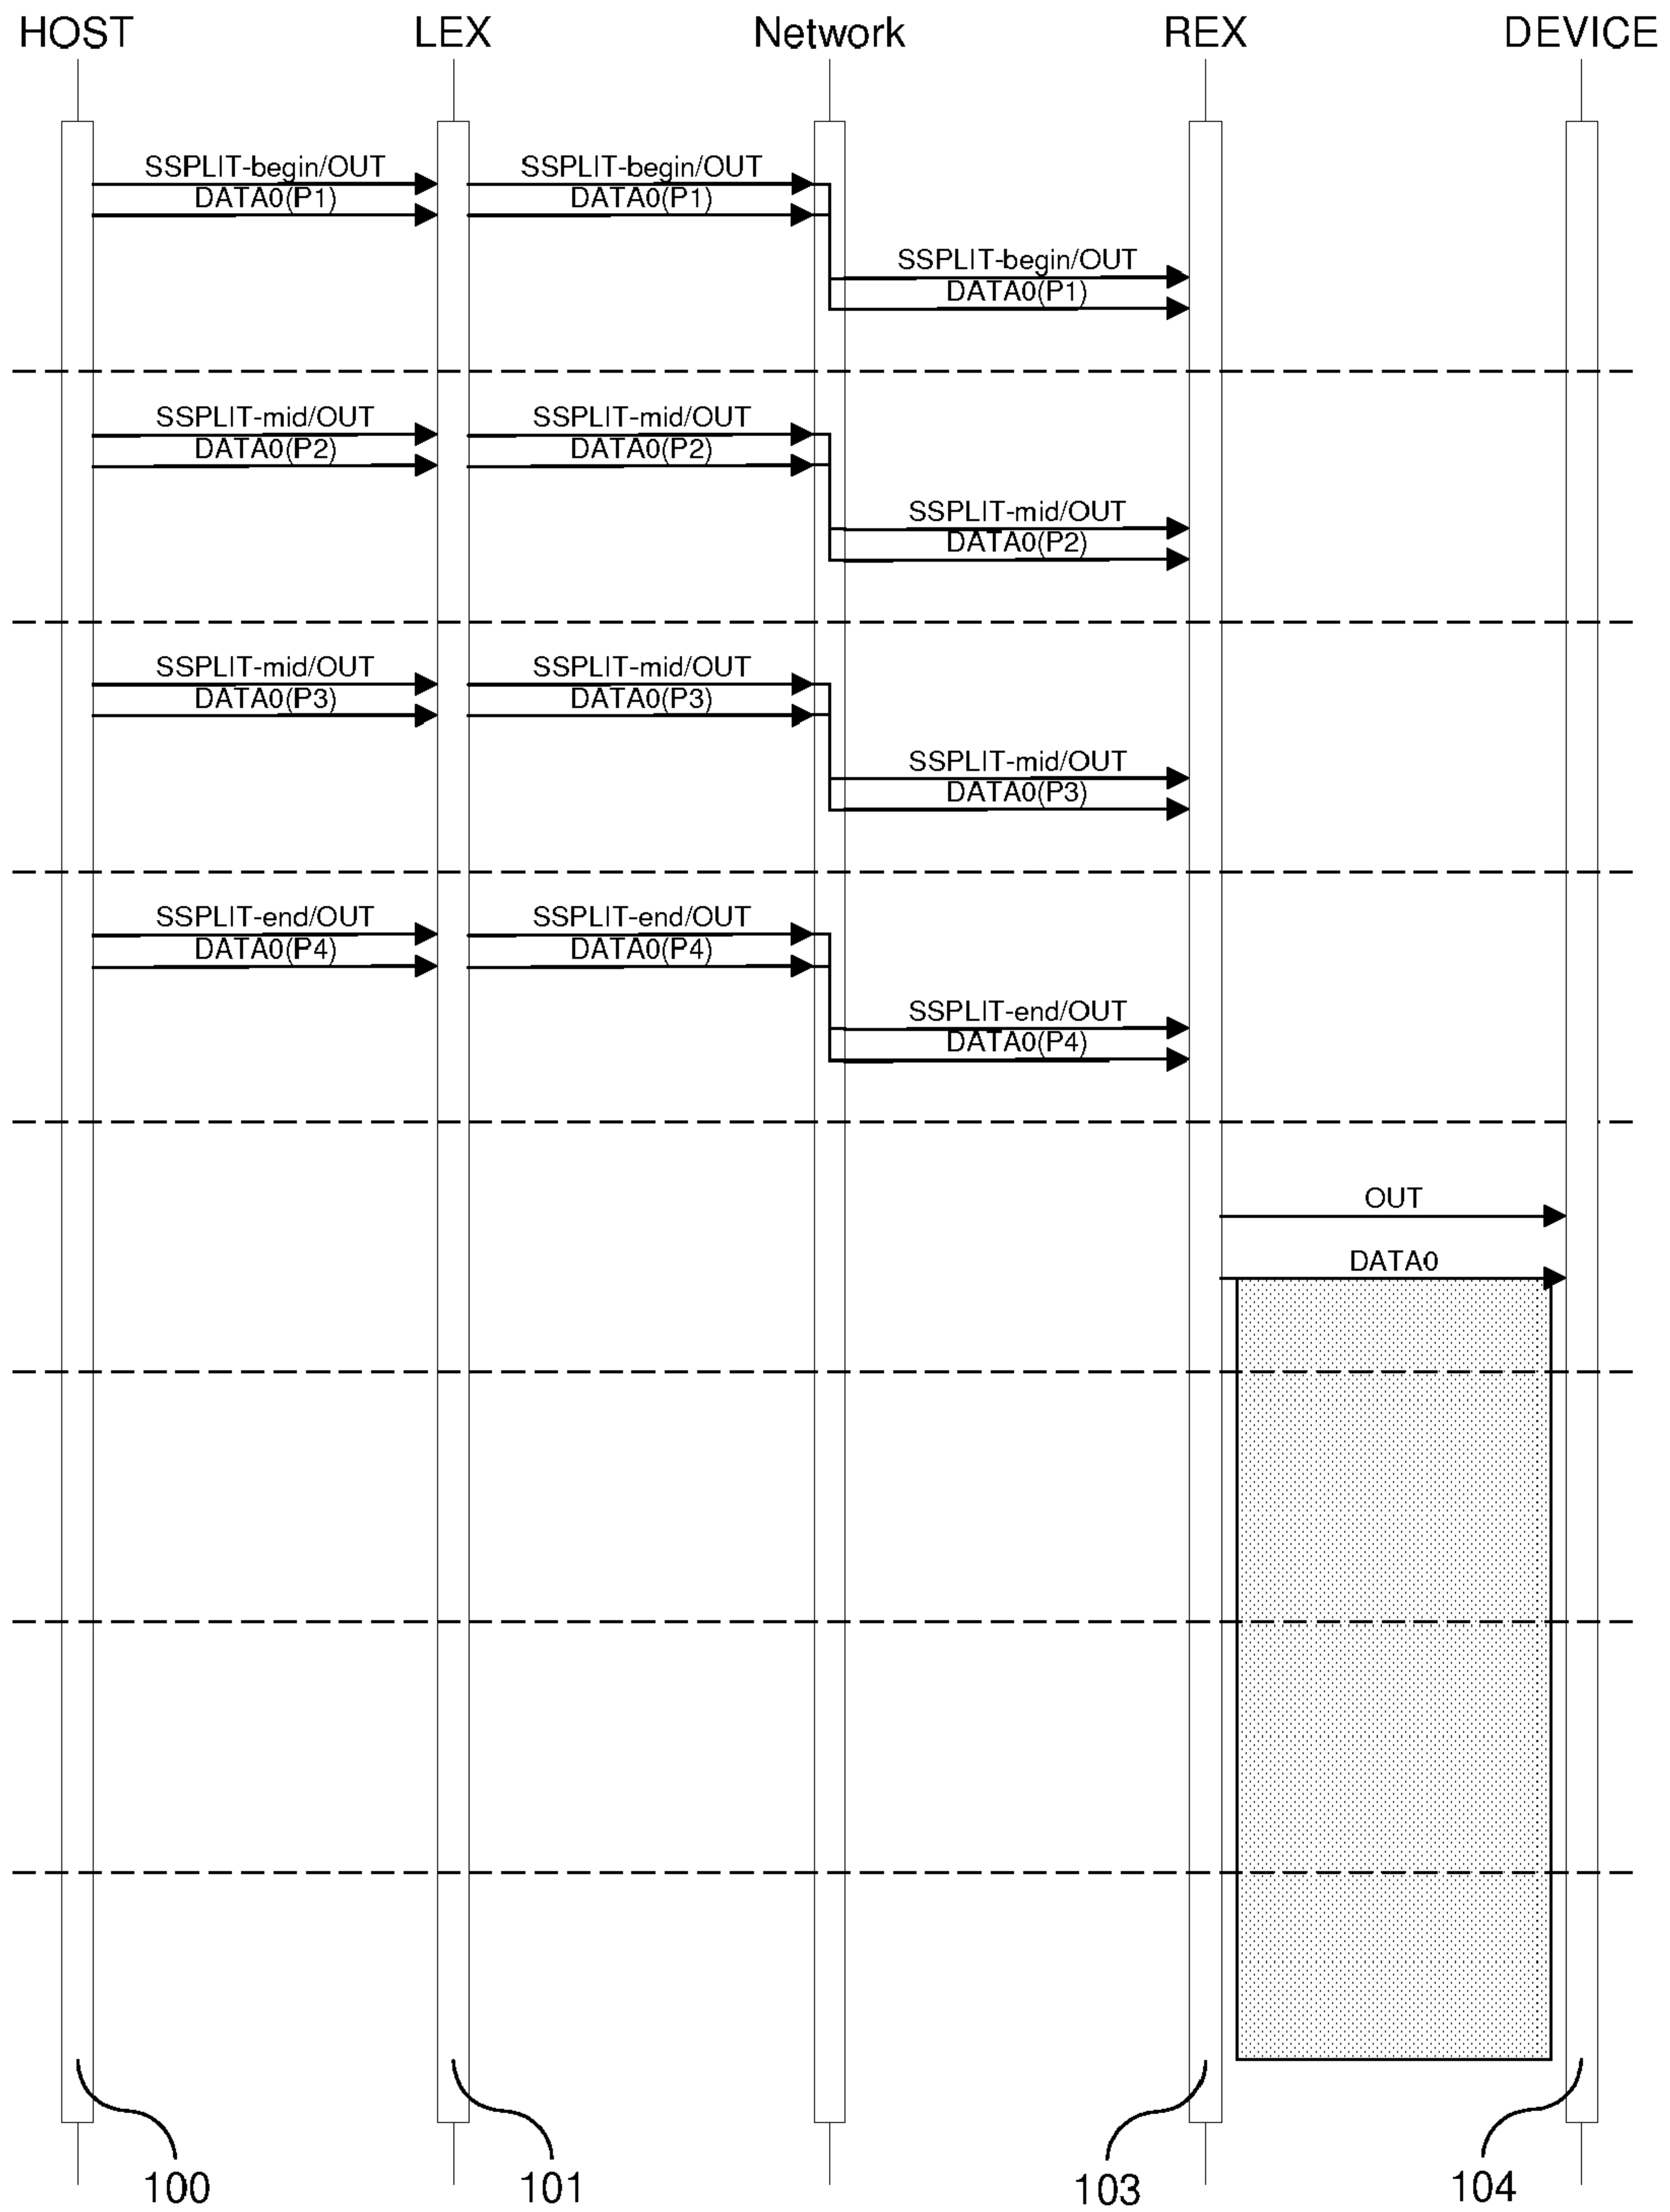 HOST LEX Network REX DEVICE
SSPLIT-begin/OUT SSPLIT-begin/OUT
DATA0(P1) DATA0(P1)
SSPLIT-begin/OUT
DATA0(P1)
SSPLIT-mid/OUT SSPLIT-mid/OUT
DATA0(P2) DATA0(P2)
SSPLIT-mid/OUT
DATA0(P2)
SSPLIT-mid/OUT SSPLIT-mid/OUT
DATA0(P3) DATA0(P3)
SSPLIT-mid/OUT
DATA0(P3)
SSPLIT-end/OUT SSPLIT-end/OUT
DATA0(P4) DATA0(P4)
SSPLIT-end/OUT
DATA0(P4)
OUT
DATA0
100 101 103 104